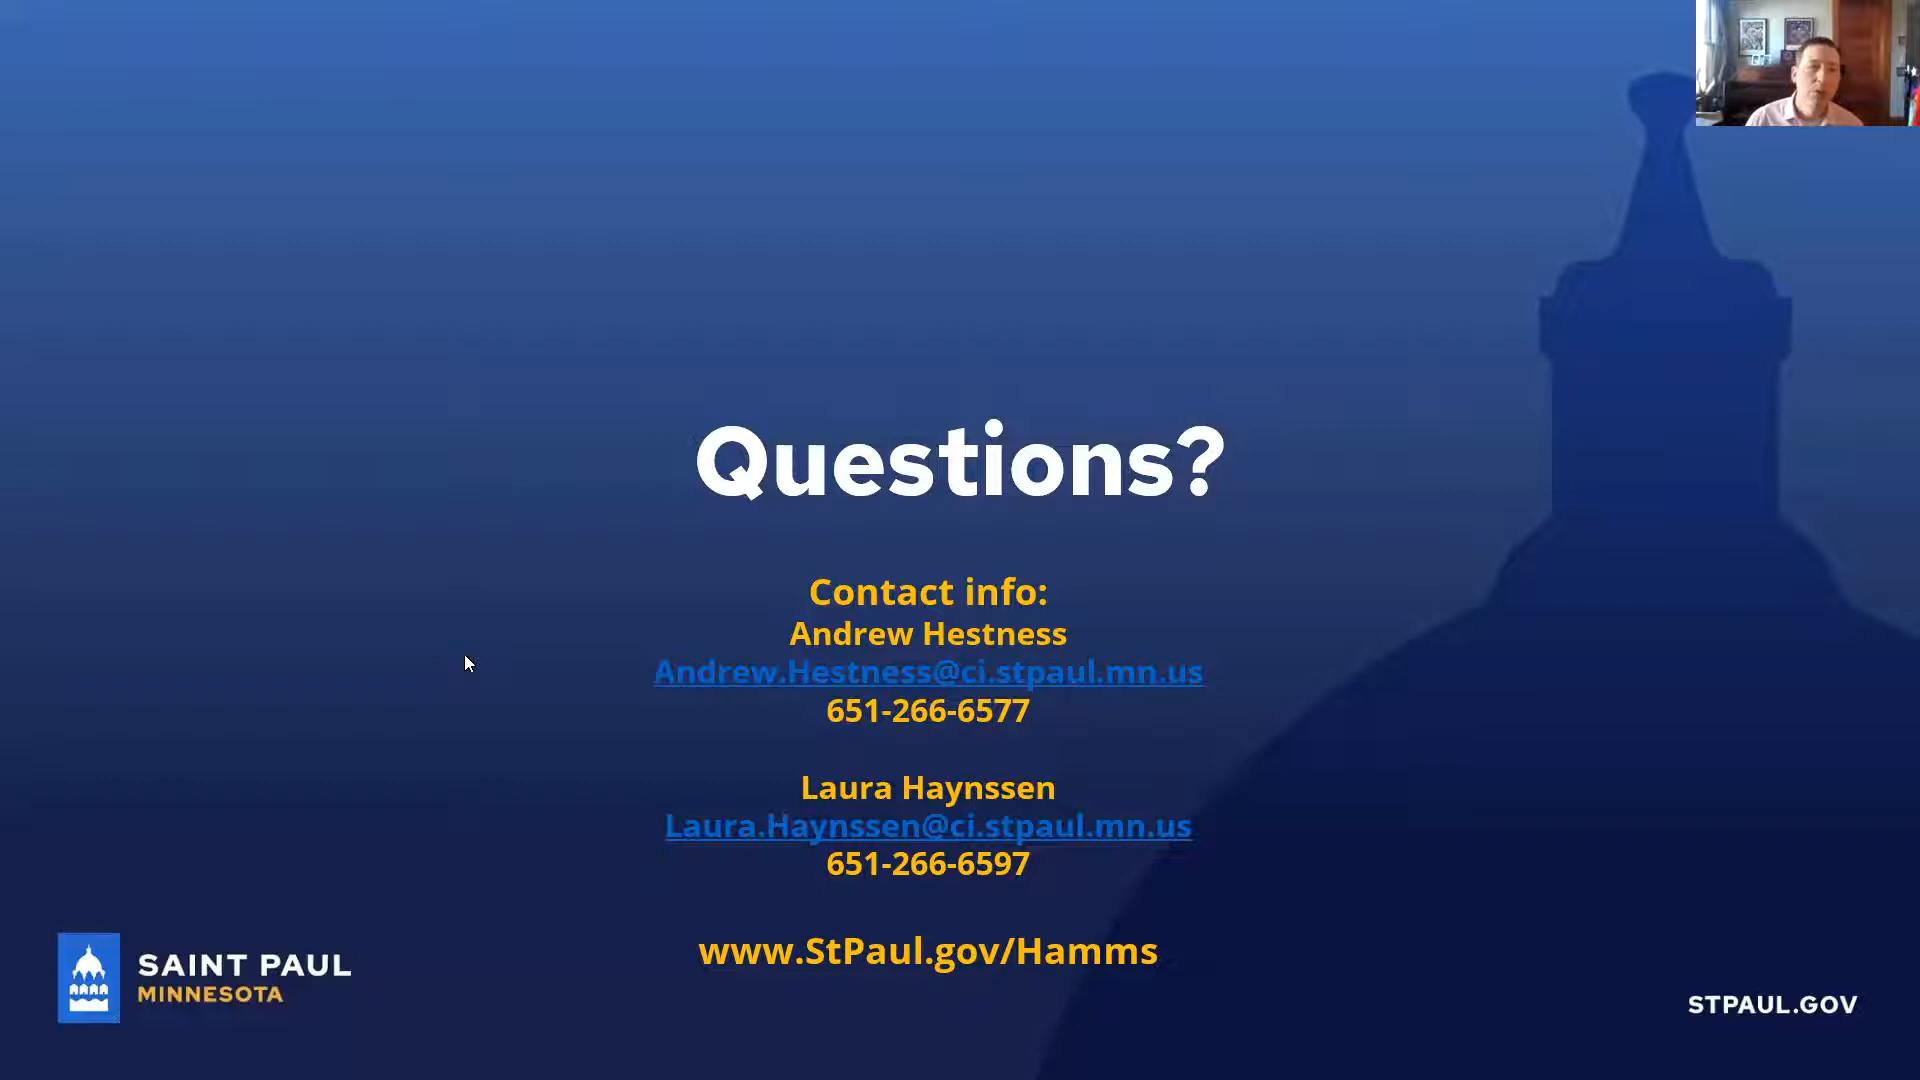 Questions?
Contact info:
Andrew Hestness
Andrew.Hestness@ci.stpaul.mn.us
651-266-6577
Laura Haynssen
Laura.Haynssen@ci.stpaul.mn.us
651-266-6597
www.StPaul.gov/Hamms
SAINT PAUL
MINNESOTA
STPAUL.GOV